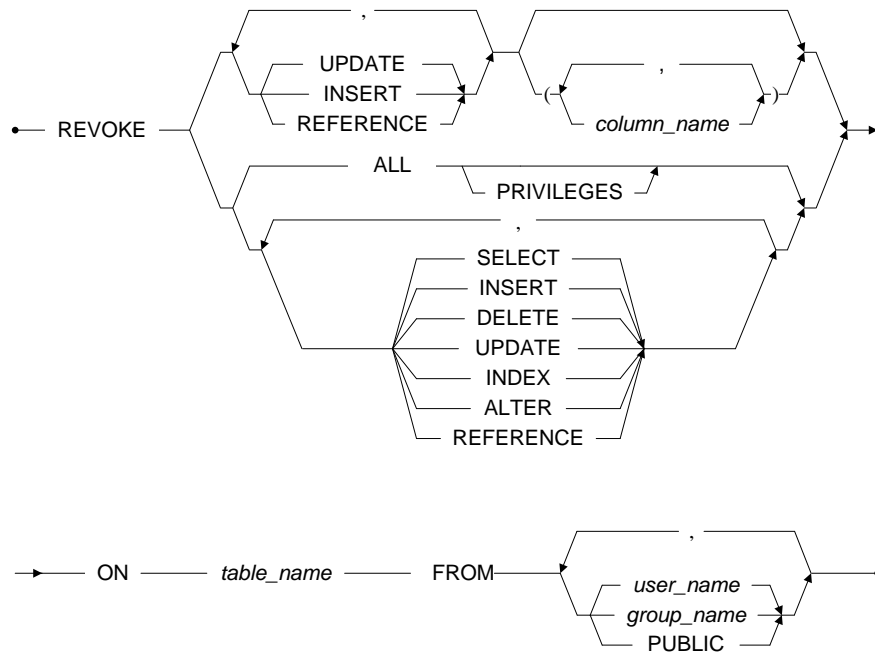 ,
UPDATE
INSERT
REFERENCE
( , )
column_name
REVOKE
ALL
PRIVILEGES
,
SELECT
INSERT
DELETE
UPDATE
INDEX
ALTER
REFERENCE
ON table_name FROM
,
user_name
group_name
PUBLIC